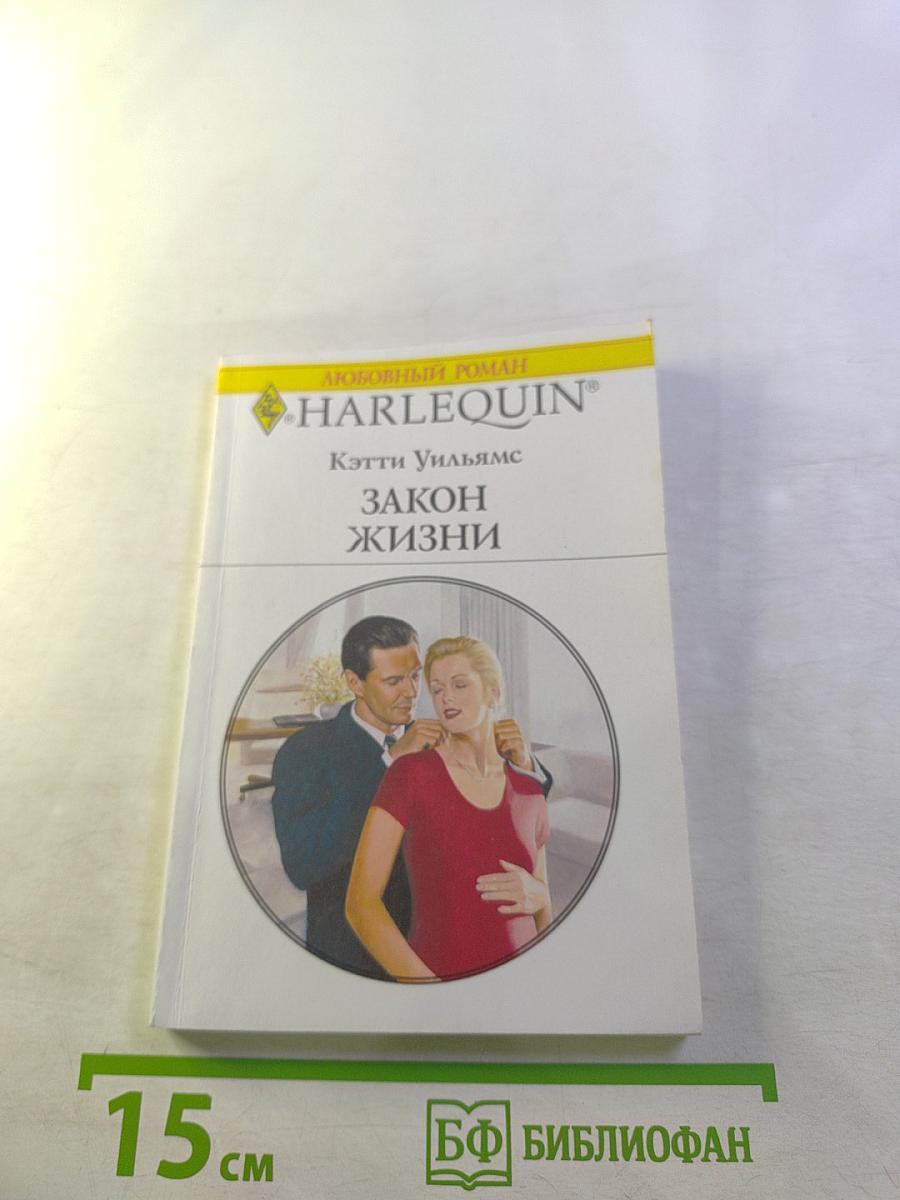 ЛЮБОВНЫЙ РОМАН
®HARLEQUIN®
Кэтти Уильямс
ЗАКОН
ЖИЗНИ
15 см
БФ БИБЛИОФАН